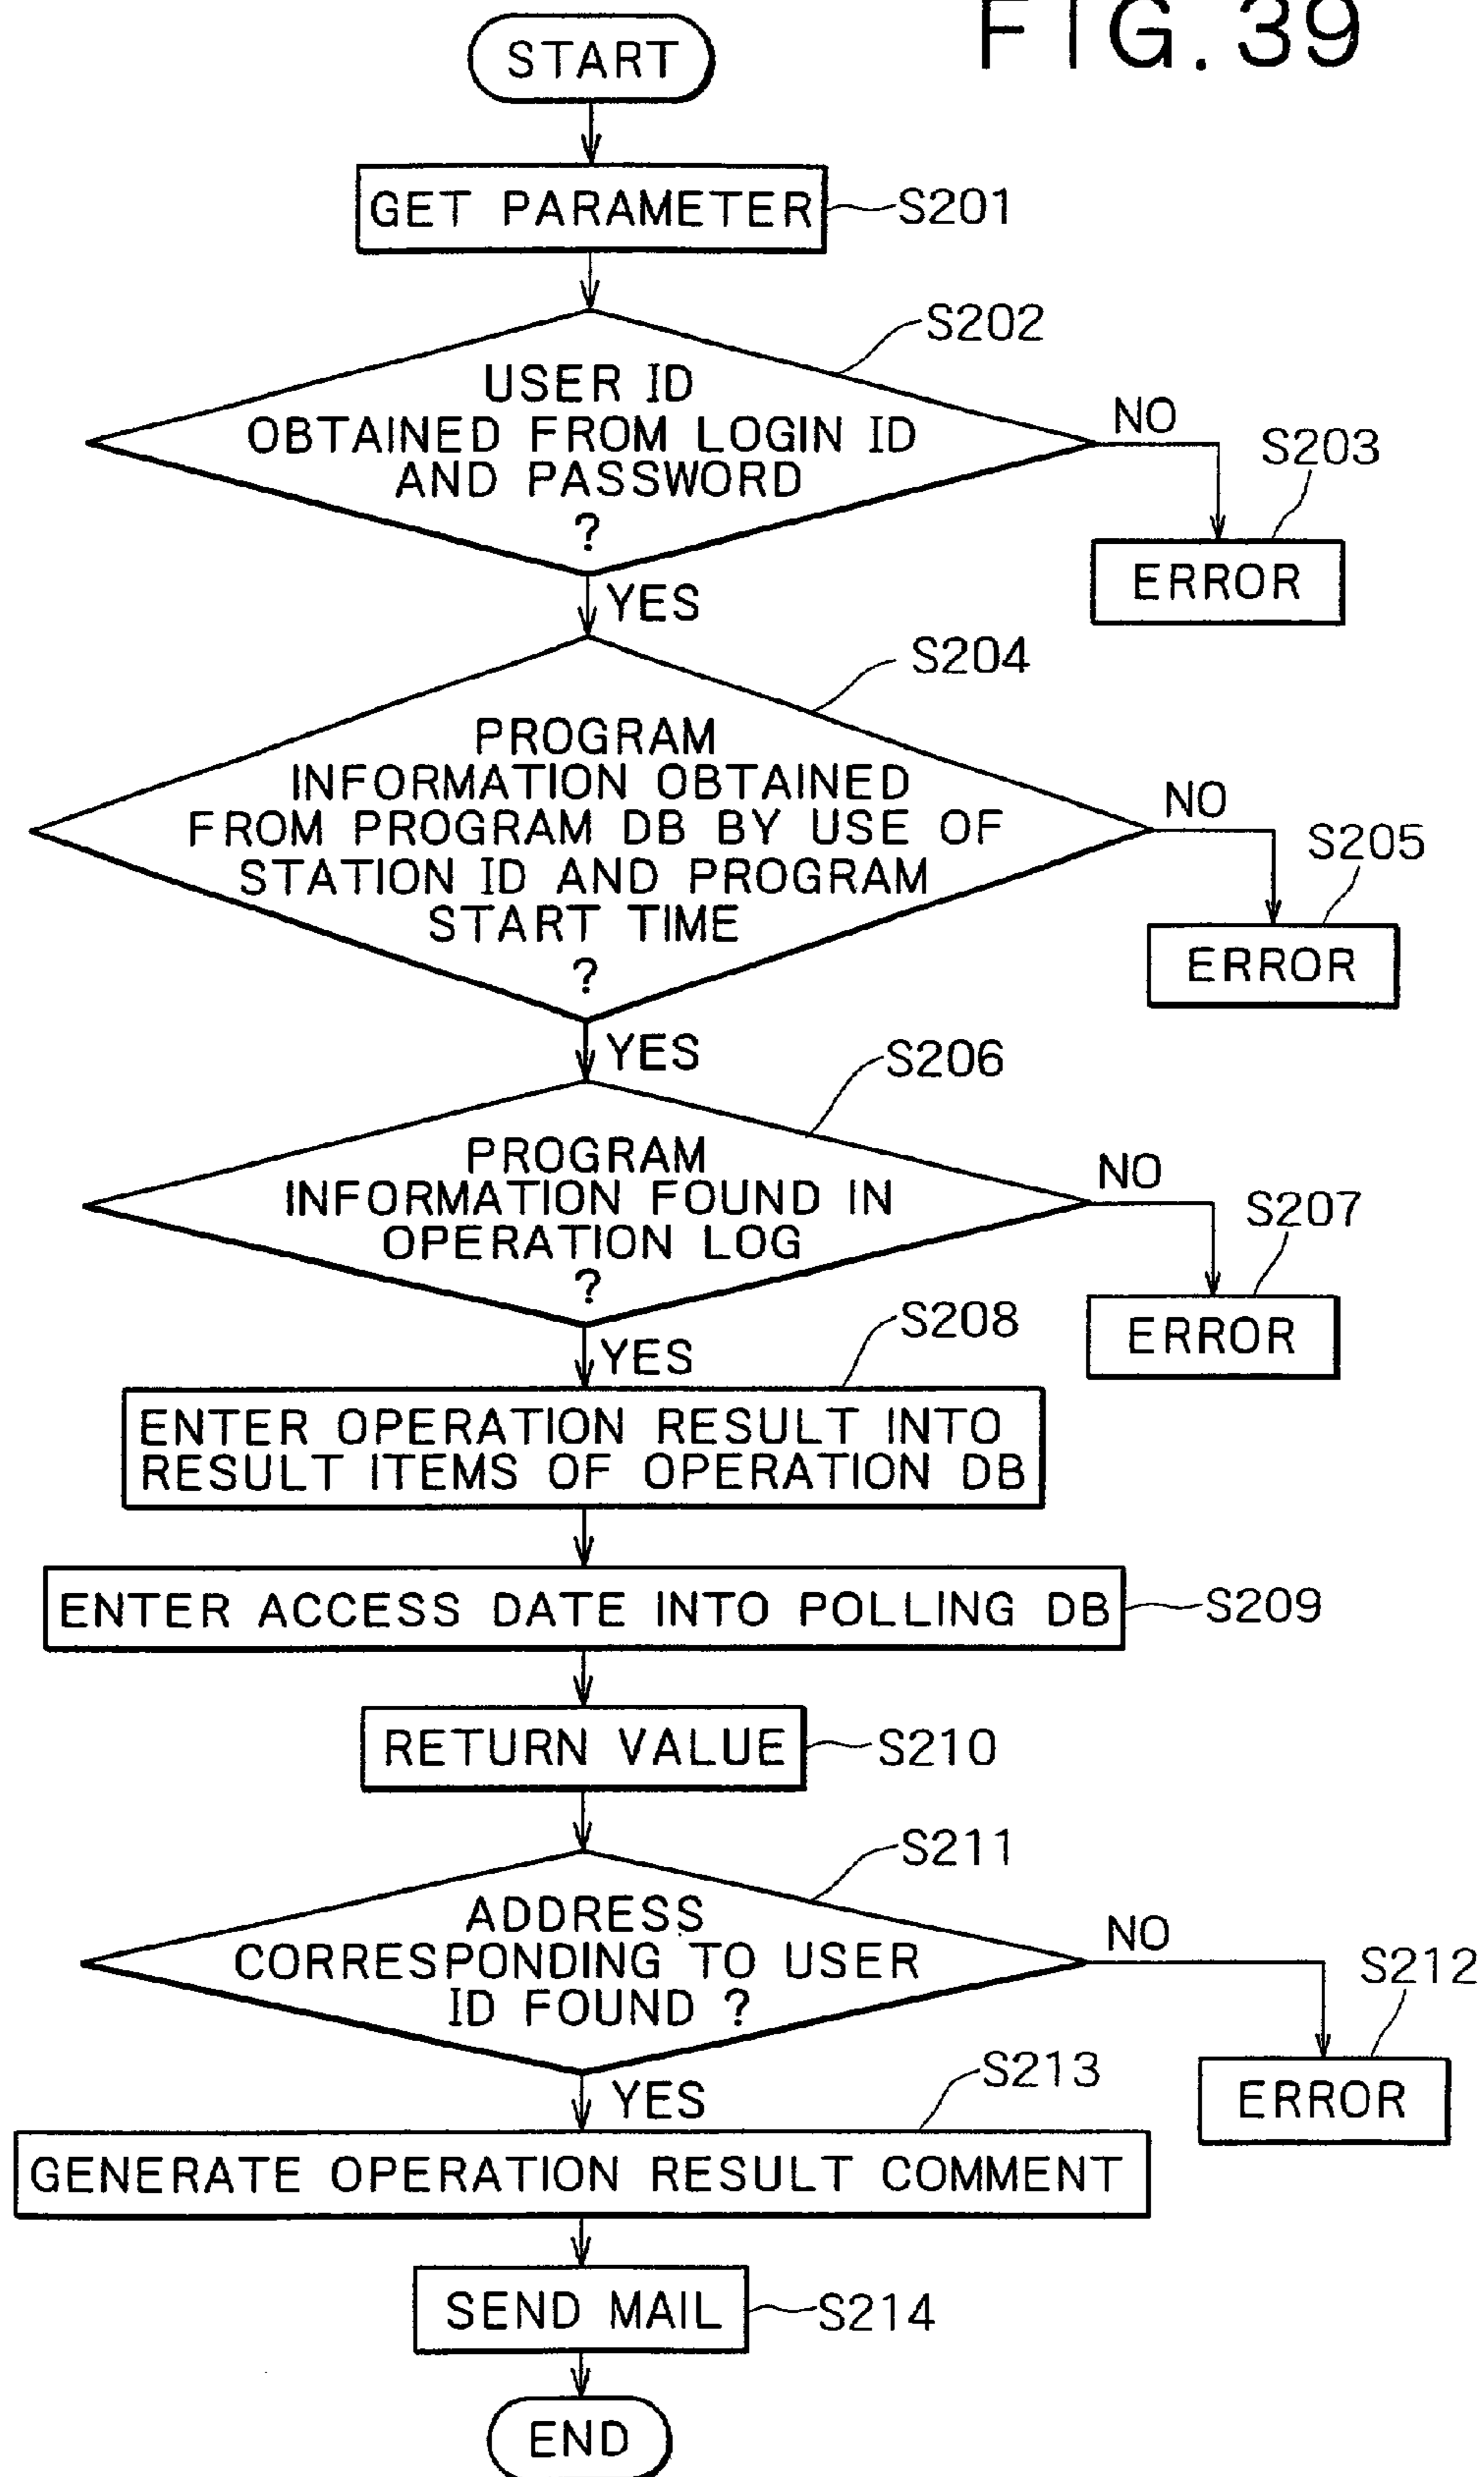 FIG. 39
START
GET PARAMETER
S201
S202
USER ID
OBTAINED FROM LOGIN ID
AND PASSWORD
?
NO
S203
ERROR
YES
S204
PROGRAM
INFORMATION OBTAINED
FROM PROGRAM DB BY USE OF
STATION ID AND PROGRAM
START TIME
?
NO
S205
ERROR
YES
S206
PROGRAM
INFORMATION FOUND IN
OPERATION LOG
?
NO
S207
ERROR
YES
S208
ENTER OPERATION RESULT INTO
RESULT ITEMS OF OPERATION DB
ENTER ACCESS DATE INTO POLLING DB
S209
RETURN VALUE
S210
S211
ADDRESS
CORRESPONDING TO USER
ID FOUND ?
NO
S212
ERROR
YES
S213
GENERATE OPERATION RESULT COMMENT
SEND MAIL
S214
END